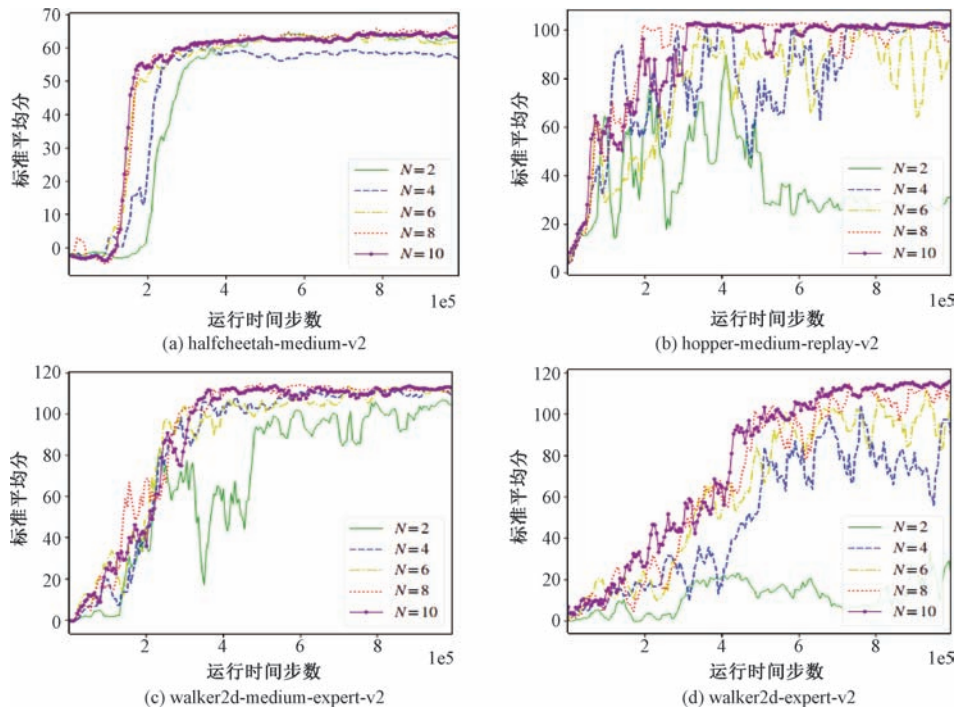 70
60
50
40
30
20
10
0
标准平均分
N=2
N=4
N=6
N=8
N=10
2 4 6 8
1e5
运行时间步数
(a) halfcheetah-medium-v2
100
80
60
40
20
0
标准平均分
N=2
N=4
N=6
N=8
N=10
2 4 6 8
1e5
运行时间步数
(b) hopper-medium-replay-v2
120
100
80
60
40
20
0
标准平均分
N=2
N=4
N=6
N=8
N=10
2 4 6 8
1e5
运行时间步数
(c) walker2d-medium-expert-v2
120
100
80
60
40
20
0
标准平均分
N=2
N=4
N=6
N=8
N=10
2 4 6 8
1e5
运行时间步数
(d) walker2d-expert-v2